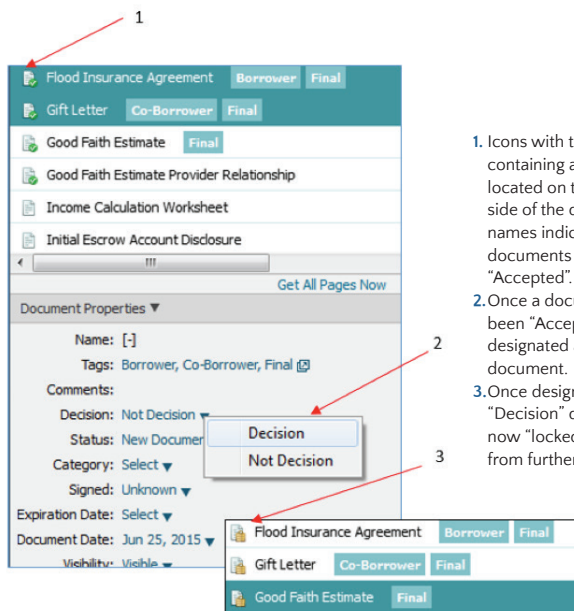 1
Flood Insurance Agreement Borrower Final
Gift Letter Co-Borrower Final
Good Faith Estimate Final
Good Faith Estimate Provider Relationship
Income Calculation Worksheet
Initial Escrow Account Disclosure
Get All Pages Now
Document Properties ▼
Name: [-]
Tags: Borrower, Co-Borrower, Final
Comments:
Decision: Not Decision ▼
Status: New Documen
Category: Select ▼
Signed: Unknown ▼
Expiration Date: Select ▼
Document Date: Jun 25, 2015 ▼
Visibility: Visible ▼
2
Decision
Not Decision
3
Flood Insurance Agreement Borrower Final
Gift Letter Co-Borrower Final
Good Faith Estimate Final
1. Icons with t
containing a
located on t
side of the
names indic
documents
"Accepted".
2. Once a docu
been "Accep
designated
document.
3. Once design
"Decision"
now "locked
from further